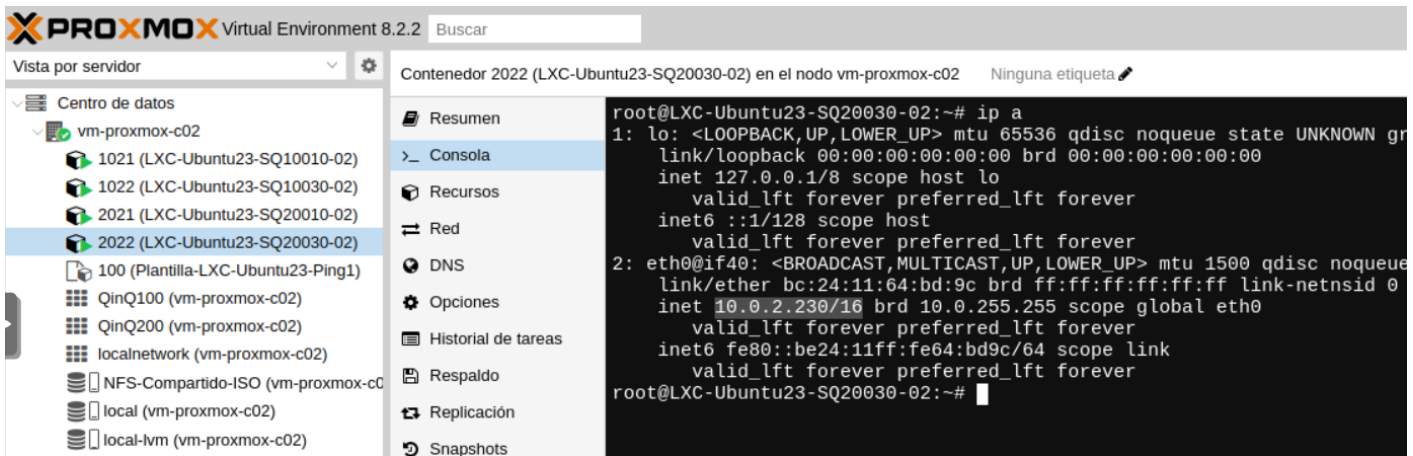 PROXMOX Virtual Environment 8.2.2 Buscar
Vista por servidor
Centro de datos
vm-proxmox-c02
1021 (LXC-Ubuntu23-SQ10010-02)
1022 (LXC-Ubuntu23-SQ10030-02)
2021 (LXC-Ubuntu23-SQ20010-02)
2022 (LXC-Ubuntu23-SQ20030-02)
100 (Plantilla-LXC-Ubuntu23-Ping1)
QinQ100 (vm-proxmox-c02)
QinQ200 (vm-proxmox-c02)
localnetwork (vm-proxmox-c02)
NFS-Compartido-ISO (vm-proxmox-c0
local (vm-proxmox-c02)
local-lvm (vm-proxmox-c02)
Contenedor 2022 (LXC-Ubuntu23-SQ20030-02) en el nodo vm-proxmox-c02 Ninguna etiqueta
Resumen
>_ Consola
Recursos
Red
DNS
Opciones
Historial de tareas
Respaldo
Replicación
Snapshots
root@LXC-Ubuntu23-SQ20030-02:~# ip a
1: lo: <LOOPBACK,UP,LOWER_UP> mtu 65536 qdisc noqueue state UNKNOWN gr
link/loopback 00:00:00:00:00:00 brd 00:00:00:00:00:00
inet 127.0.0.1/8 scope host lo
valid_lft forever preferred_lft forever
inet6 ::1/128 scope host
valid_lft forever preferred_lft forever
2: eth0@if40: <BROADCAST,MULTICAST,UP,LOWER_UP> mtu 1500 qdisc noqueue
link/ether bc:24:11:64:bd:9c brd ff:ff:ff:ff:ff:ff link-netnsid 0
inet 10.0.2.230/16 brd 10.0.255.255 scope global eth0
valid_lft forever preferred_lft forever
inet6 fe80::be24:11ff:fe64:bd9c/64 scope link
valid_lft forever preferred_lft forever
root@LXC-Ubuntu23-SQ20030-02:~#